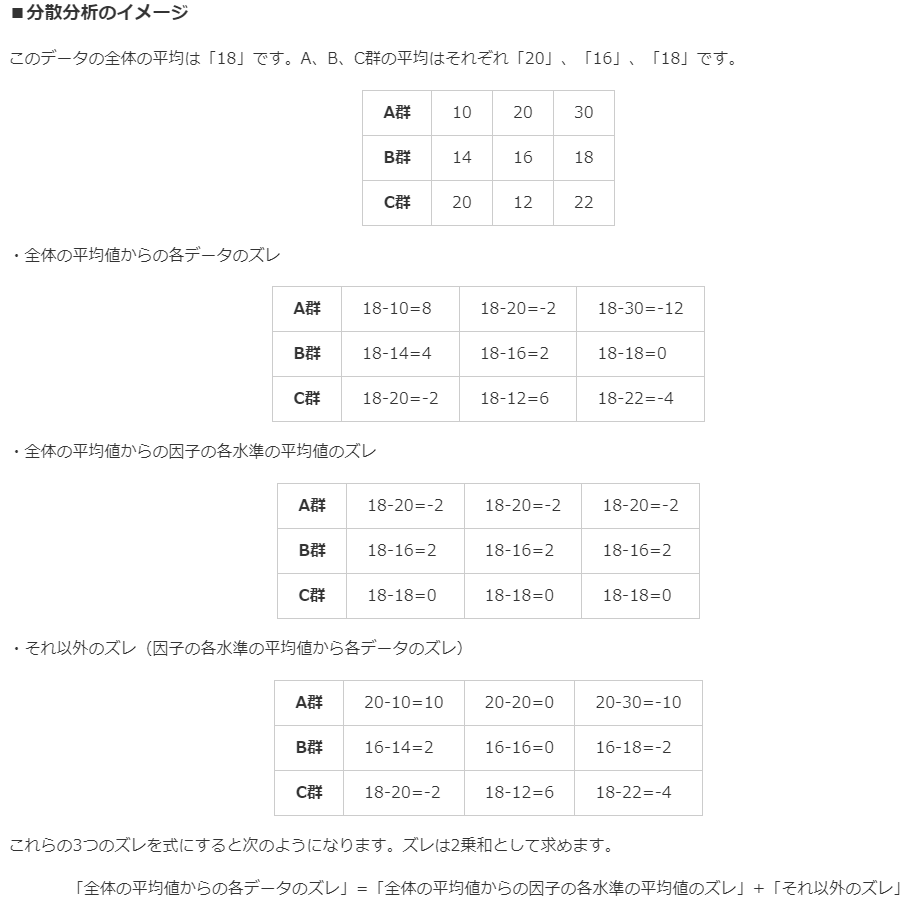 ■分散分析のイメージ
このデータの全体の平均は「18」です。A、B、C群の平均はそれぞれ「20」、「16」、「18」です。
A群 10 20 30
B群 14 16 18
C群 20 12 22
・全体の平均値からの各データのズレ
A群 18-10=8 18-20=-2 18-30=-12
B群 18-14=4 18-16=2 18-18=0
C群 18-20=-2 18-12=6 18-22=-4
・全体の平均値からの因子の各水準の平均値のズレ
A群 18-20=-2 18-20=-2 18-20=-2
B群 18-16=2 18-16=2 18-16=2
C群 18-18=0 18-18=0 18-18=0
・それ以外のズレ（因子の各水準の平均値から各データのズレ）
A群 20-10=10 20-20=0 20-30=-10
B群 16-14=2 16-16=0 16-18=-2
C群 18-20=-2 18-12=6 18-22=-4
これらの3つのズレを式にすると次のようになります。ズレは2乗和として求めます。
「全体の平均値からの各データのズレ」=「全体の平均値からの因子の各水準の平均値のズレ」+「それ以外のズレ」